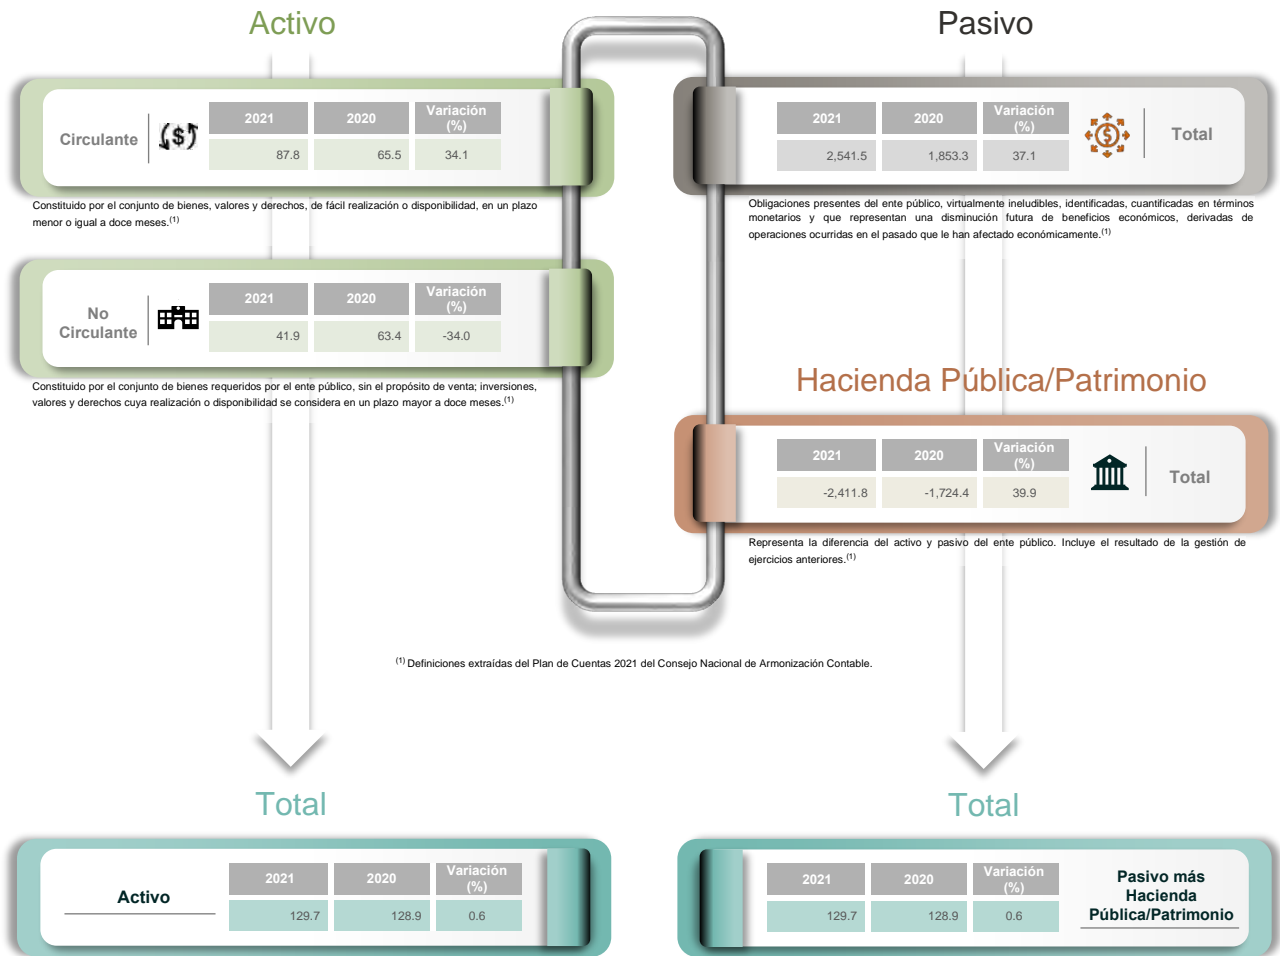 Activo
Circulante
2021 2020 Variación (%)
87.8 65.5 34.1
Constituido por el conjunto de bienes, valores y derechos, de fácil realización o disponibilidad, en un plazo
menor o igual a doce meses.(1)
No
Circulante
2021 2020 Variación (%)
41.9 63.4 -34.0
Constituido por el conjunto de bienes requeridos por el ente público, sin el propósito de venta; inversiones,
valores y derechos cuya realización o disponibilidad se considera en un plazo mayor a doce meses.(1)
Pasivo
2021 2020 Variación (%)
2,541.5 1,853.3 37.1
Total
Obligaciones presentes del ente público, virtualmente ineludibles, identificadas, cuantificadas en términos
monetarios y que representan una disminución futura de beneficios económicos, derivadas de
operaciones ocurridas en el pasado que le han afectado económicamente.(1)
Hacienda Pública/Patrimonio
2021 2020 Variación (%)
-2,411.8 -1,724.4 39.9
Total
Representa la diferencia del activo y pasivo del ente público. Incluye el resultado de la gestión de
ejercicios anteriores.(1)
(1) Definiciones extraídas del Plan de Cuentas 2021 del Consejo Nacional de Armonización Contable.
Total
Activo
2021 2020 Variación (%)
129.7 128.9 0.6
Total
2021 2020 Variación (%)
129.7 128.9 0.6
Pasivo más
Hacienda
Pública/Patrimonio